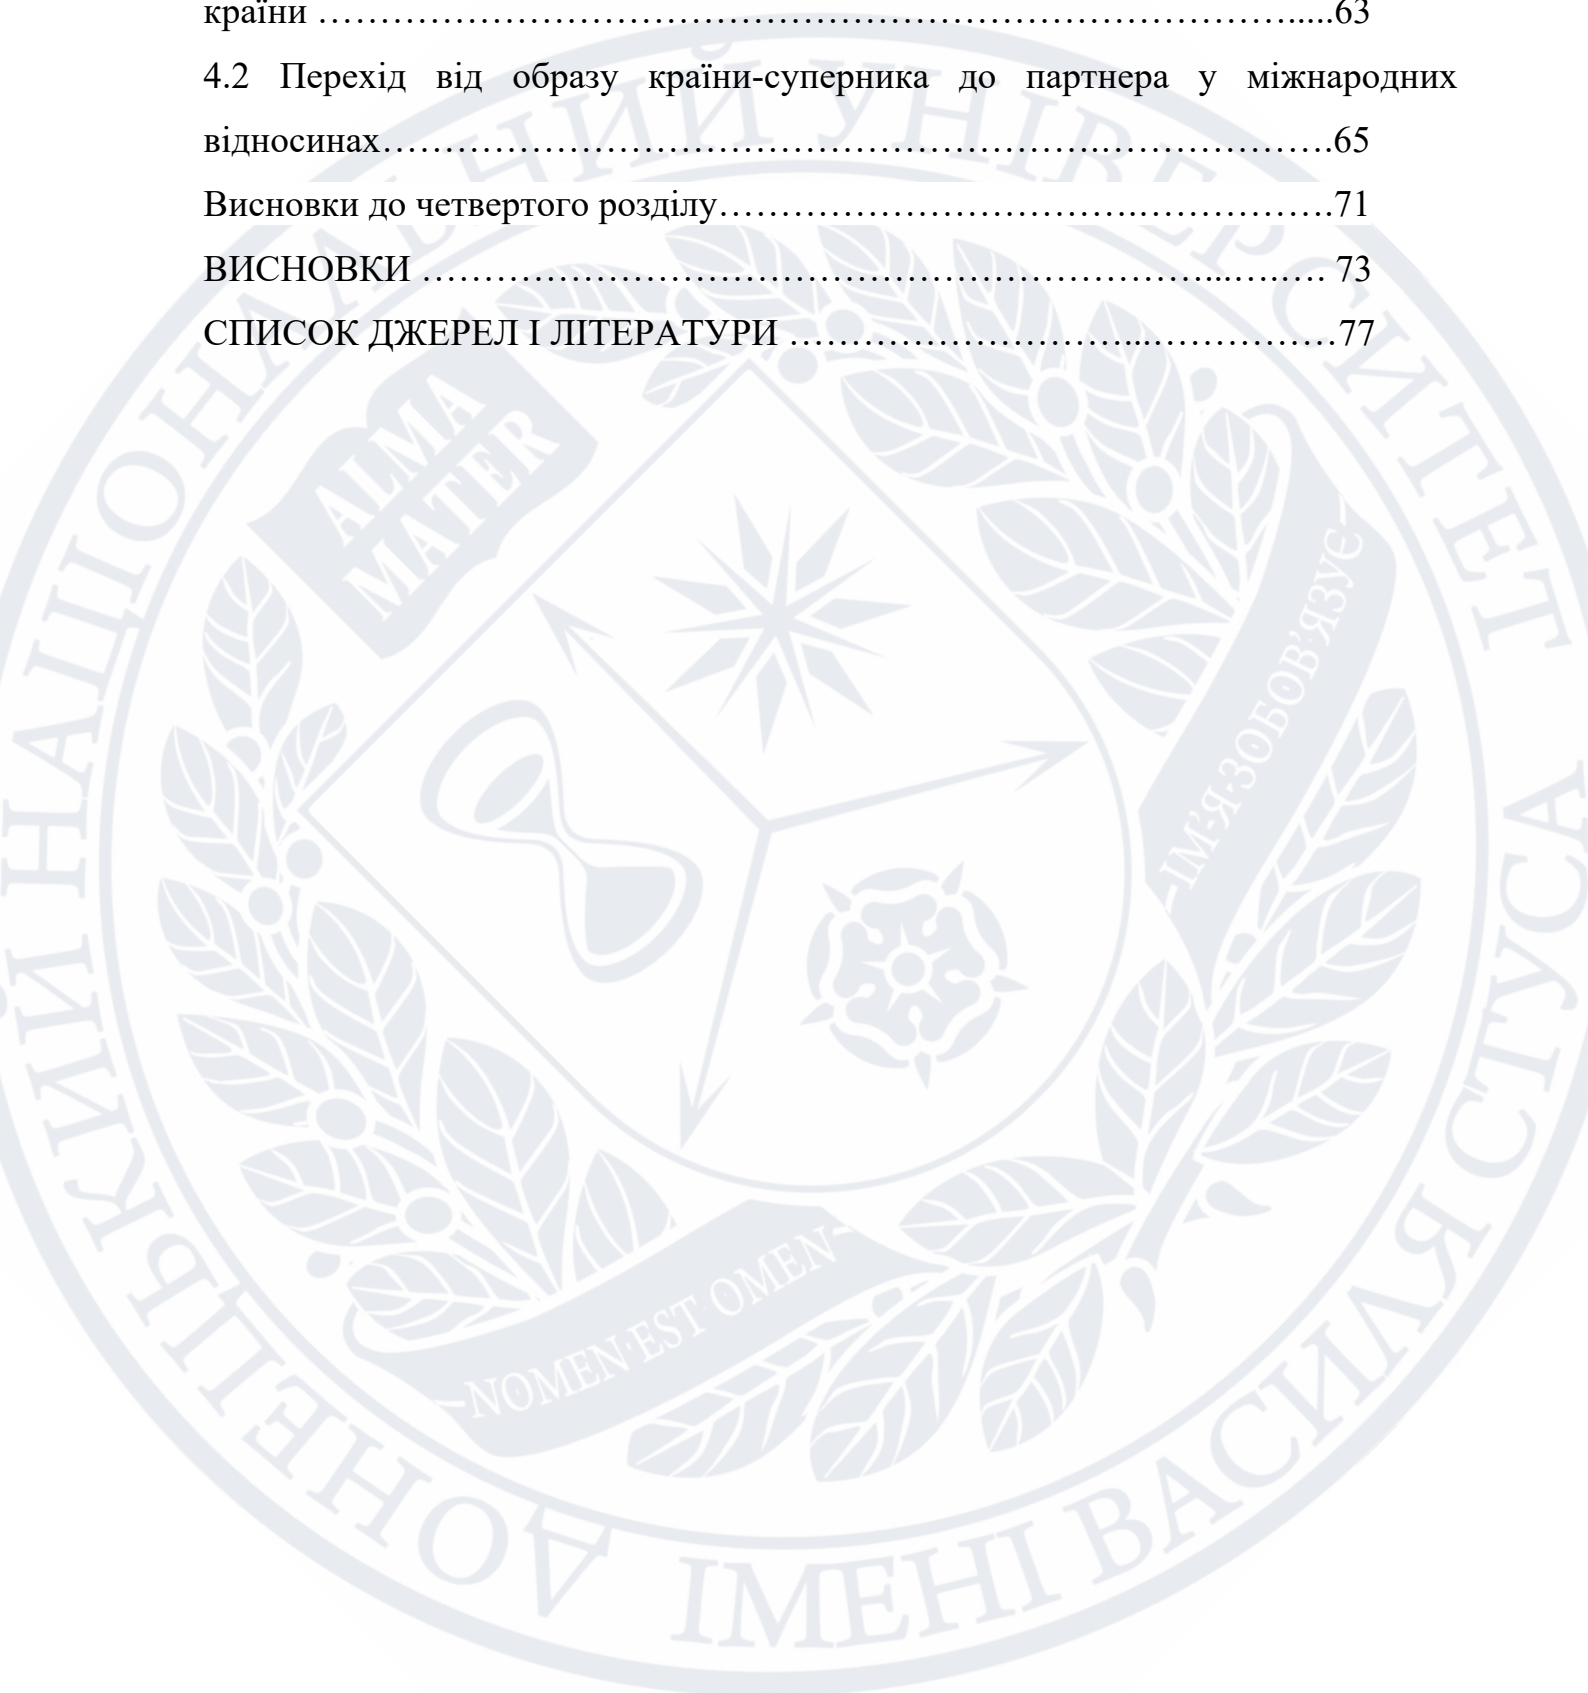 країни ……………………………………………………………………….....63
4.2 Перехід від образу країни-суперника до партнера у міжнародних
відносинах…………………………………………………………………….65
Висновки до четвертого розділу…………………………………………….71
ВИСНОВКИ …………………………………………………………...……… 73
СПИСОК ДЖЕРЕЛ І ЛІТЕРАТУРИ ………………………...……………77
ДОНЕЦЬКИЙ НАЦІОНАЛЬНИЙ УНІВЕРСИТЕТ
ІМЕНІ ВАСИЛЯ СТУСА
ALMA
MATER
ІМ'Я·ЗОБОВ'ЯЗУЄ
NOMEN·EST·OMEN